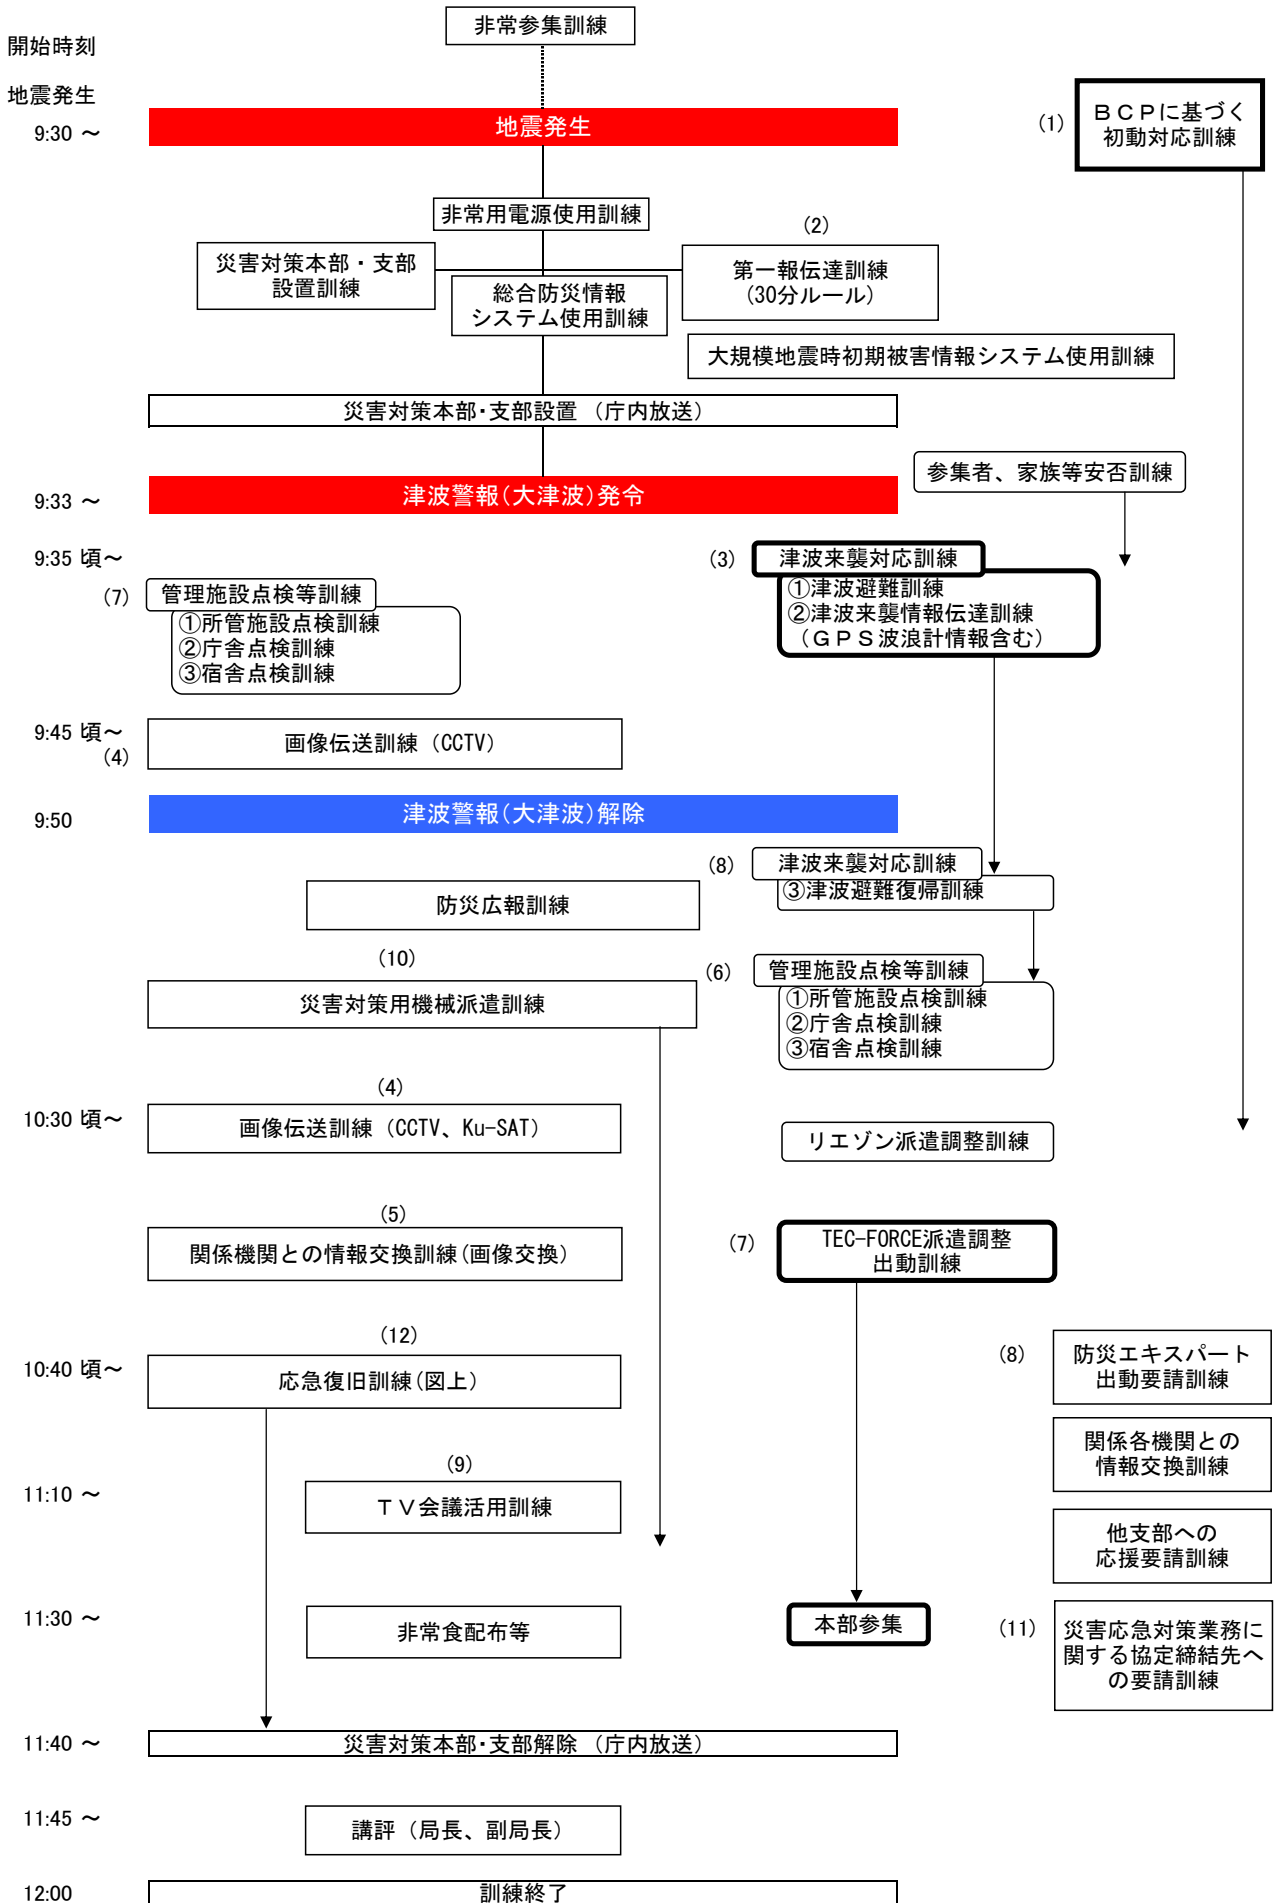 非常参集訓練
開始時刻
地震発生
9:30 ～
地震発生
(1)
ＢＣＰに基づく
初動対応訓練
非常用電源使用訓練
(2)
災害対策本部・支部
設置訓練
第一報伝達訓練
(30分ルール)
総合防災情報
システム使用訓練
大規模地震時初期被害情報システム使用訓練
災害対策本部・支部設置 （庁内放送）
参集者、家族等安否訓練
9:33 ～
津波警報（大津波）発令
9:35 頃～
(3)
津波来襲対応訓練
①津波避難訓練
②津波来襲情報伝達訓練
（ＧＰＳ波浪計情報含む）
(7)
管理施設点検等訓練
①所管施設点検訓練
②庁舎点検訓練
③宿舎点検訓練
9:45 頃～
(4)
画像伝送訓練（CCTV）
9:50
津波警報（大津波）解除
(8)
津波来襲対応訓練
③津波避難復帰訓練
防災広報訓練
(10)
災害対策用機械派遣訓練
(6)
管理施設点検等訓練
①所管施設点検訓練
②庁舎点検訓練
③宿舎点検訓練
(4)
10:30 頃～
画像伝送訓練（CCTV、Ku-SAT）
リエゾン派遣調整訓練
(5)
関係機関との情報交換訓練(画像交換)
(7)
TEC-FORCE派遣調整
出動訓練
(12)
10:40 頃～
応急復旧訓練(図上)
(8)
防災エキスパート
出動要請訓練
関係各機関との
情報交換訓練
(9)
11:10 ～
ＴＶ会議活用訓練
他支部への
応援要請訓練
11:30 ～
非常食配布等
本部参集
(11)
災害応急対策業務に
関する協定締結先へ
の要請訓練
11:40 ～
災害対策本部・支部解除 （庁内放送）
11:45 ～
講評（局長、副局長）
12:00
訓練終了